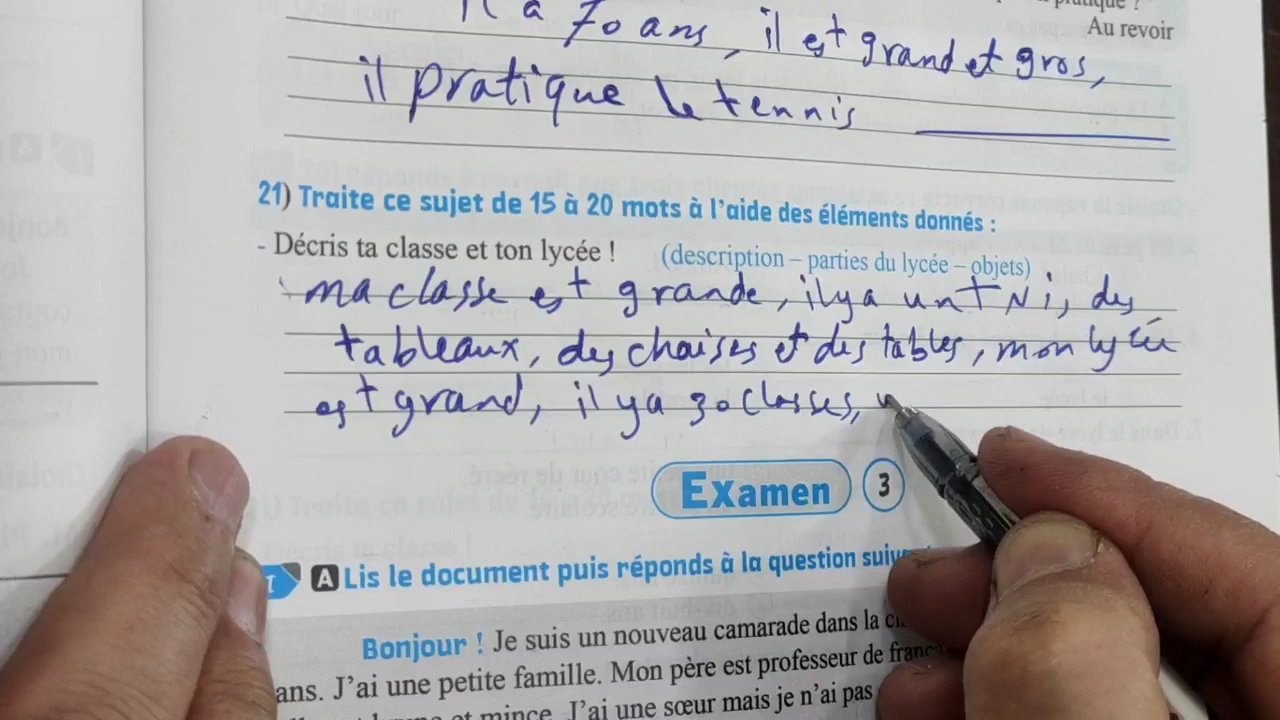 pratique ?
Au revoir
il a 70 ans, il est grand et gros,
il pratique le tennis
21) Traite ce sujet de 15 à 20 mots à l'aide des éléments donnés :
- Décris ta classe et ton lycée ! (description – parties du lycée – objets)
ma classe est grande, il y a un TNi, des
tableaux, des chaises et des tables, mon lycée
est grand, il y a 30 classes,
Examen 3
A Lis le document puis réponds à la question
Bonjour ! Je suis un nouveau camarade dans la
ans. J'ai une petite famille. Mon père est professeur de
et mince. J'ai une sœur mais je n'ai pas